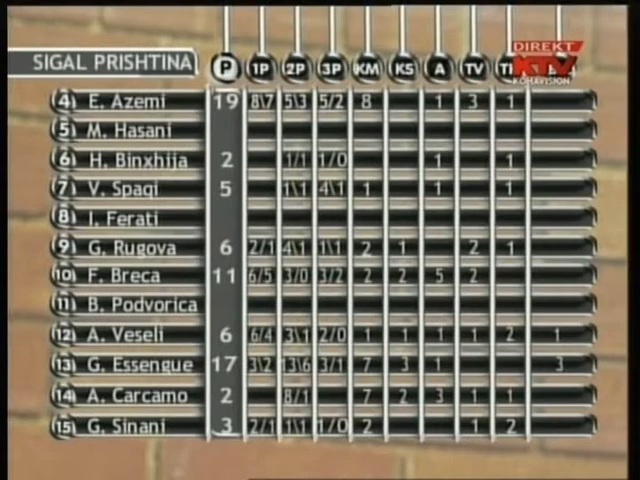 DIREKT
SIGAL PRISHTINA P 1P 2P 3P KM KS A TV KTV
KOHAVISION
4 E. Azemi 19 8\7 5\3 5/2 8 1 3 1
5 M. Hasani
6 H. Binxhija 2 1/1 1/0 1 1
7 V. Spaqi 5 1\1 4\1 1 1 1
8 I. Ferati
9 G. Rugova 6 2/1 4\1 1\1 2 1 2 1
10 F. Breca 11 6/5 3/0 3/2 2 2 5 2
11 B. Podvorica
12 A. Veseli 6 6/4 3\1 2/0 1 1 1 1 2 1
13 G. Essengue 17 3\2 13\6 3/1 7 3 1 3
14 A. Carcamo 2 8/1 7 2 3 1 1
15 G. Sinani 3 2/1 1\1 1/0 2 1 2